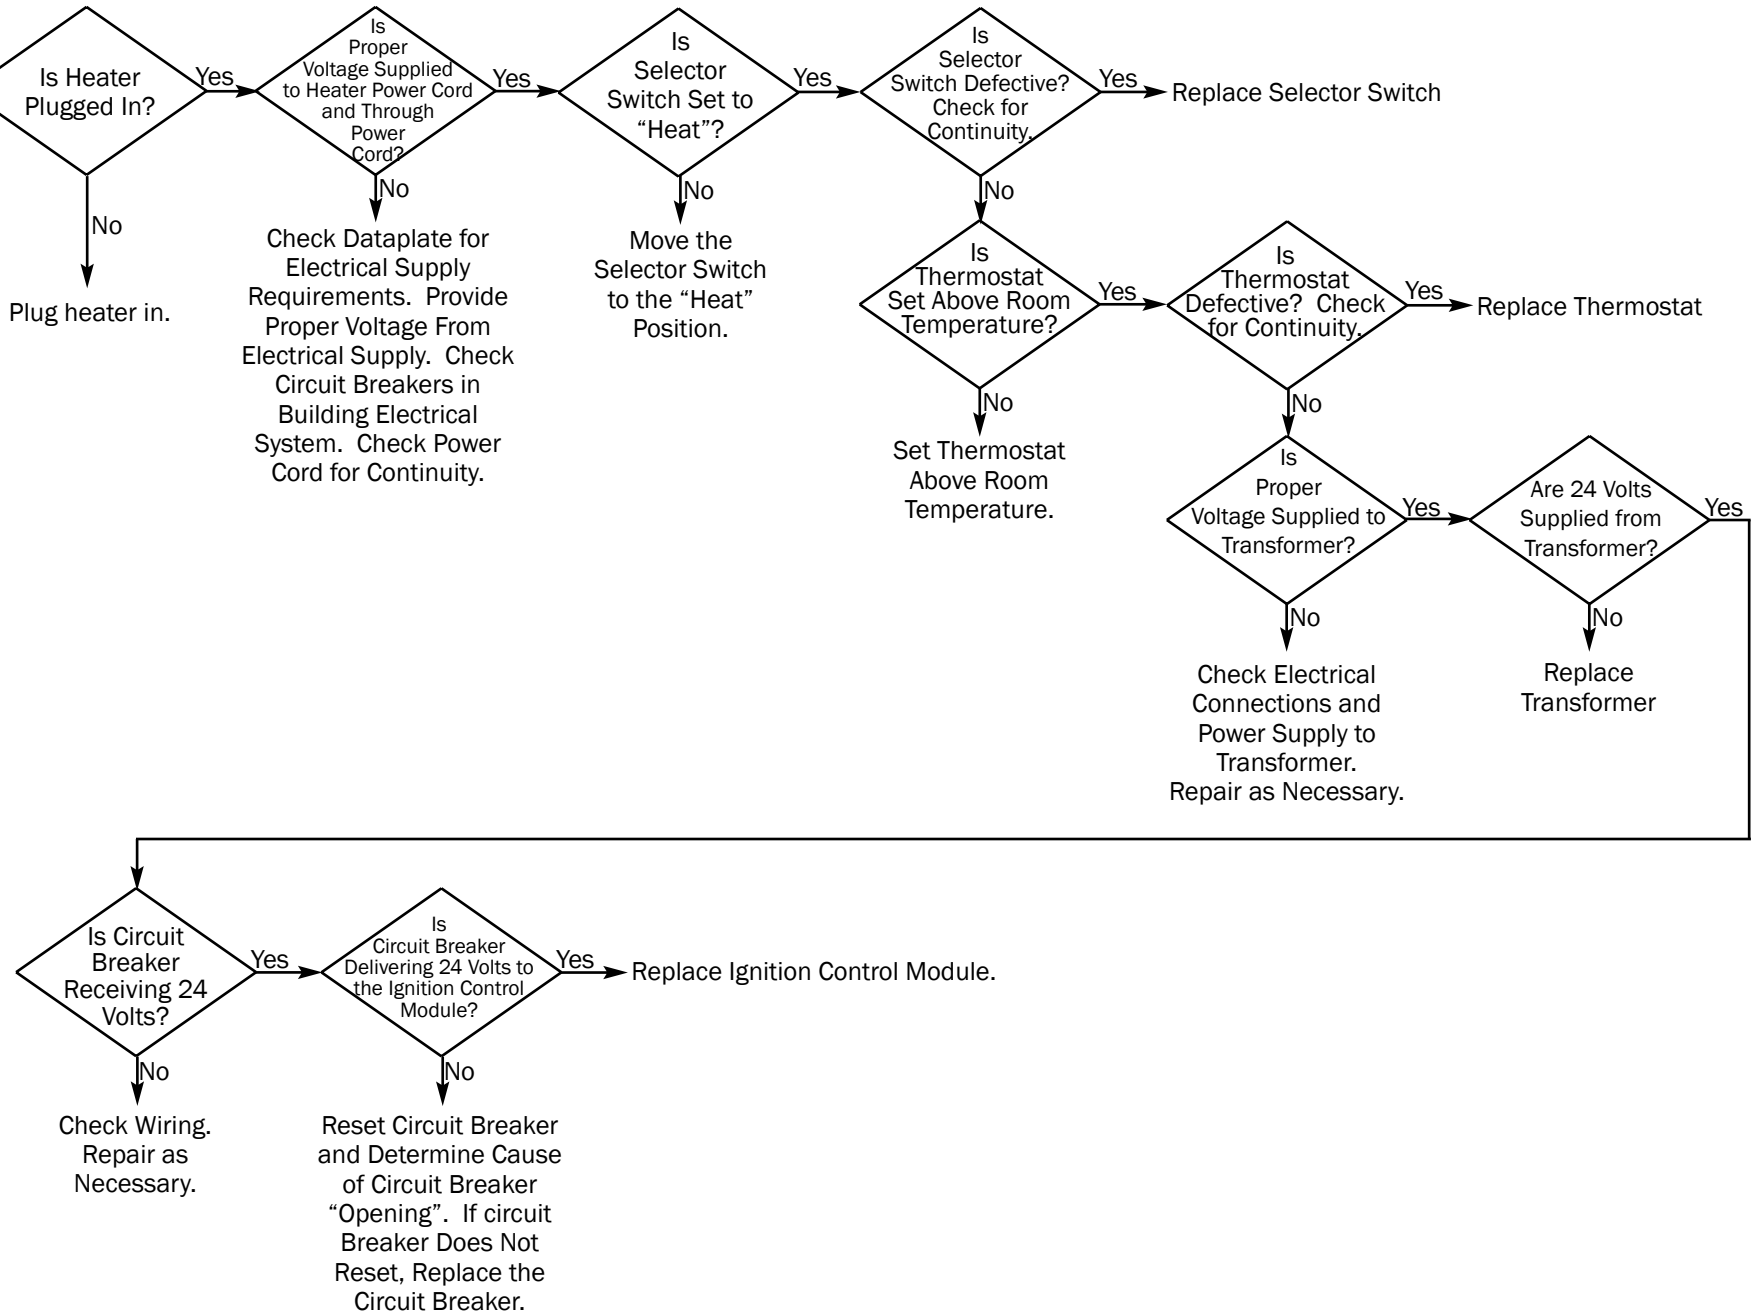 Is Heater
Plugged In?
Yes
No
Plug heater in.
Is
Proper
Voltage Supplied
to Heater Power Cord
and Through
Power
Cord?
Yes
No
Check Dataplate for
Electrical Supply
Requirements.  Provide
Proper Voltage From
Electrical Supply.  Check
Circuit Breakers in
Building Electrical
System.  Check Power
Cord for Continuity.
Is
Selector
Switch Set to
“Heat”?
Yes
No
Move the
Selector Switch
to the “Heat”
Position.
Is
Selector
Switch Defective?
Check for
Continuity.
Yes
Replace Selector Switch
No
Is
Thermostat
Set Above Room
Temperature?
Yes
No
Set Thermostat
Above Room
Temperature.
Is
Thermostat
Defective?  Check
for Continuity.
Yes
Replace Thermostat
No
Is
Proper
Voltage Supplied to
Transformer?
Yes
No
Check Electrical
Connections and
Power Supply to
Transformer.
Repair as Necessary.
Are 24 Volts
Supplied from
Transformer?
Yes
No
Replace
Transformer
Is Circuit
Breaker
Receiving 24
Volts?
Yes
No
Check Wiring.
Repair as
Necessary.
Is
Circuit Breaker
Delivering 24 Volts to
the Ignition Control
Module?
Yes
Replace Ignition Control Module.
No
Reset Circuit Breaker
and Determine Cause
of Circuit Breaker
“Opening”.  If circuit
Breaker Does Not
Reset, Replace the
Circuit Breaker.